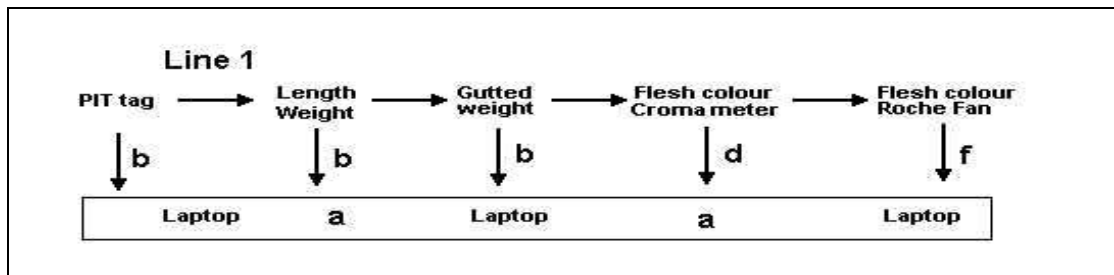 Line 1
PIT tag
Length
Weight
Gutted
weight
Flesh colour
Croma meter
Flesh colour
Roche Fan
b
b
b
d
f
Laptop a Laptop a Laptop